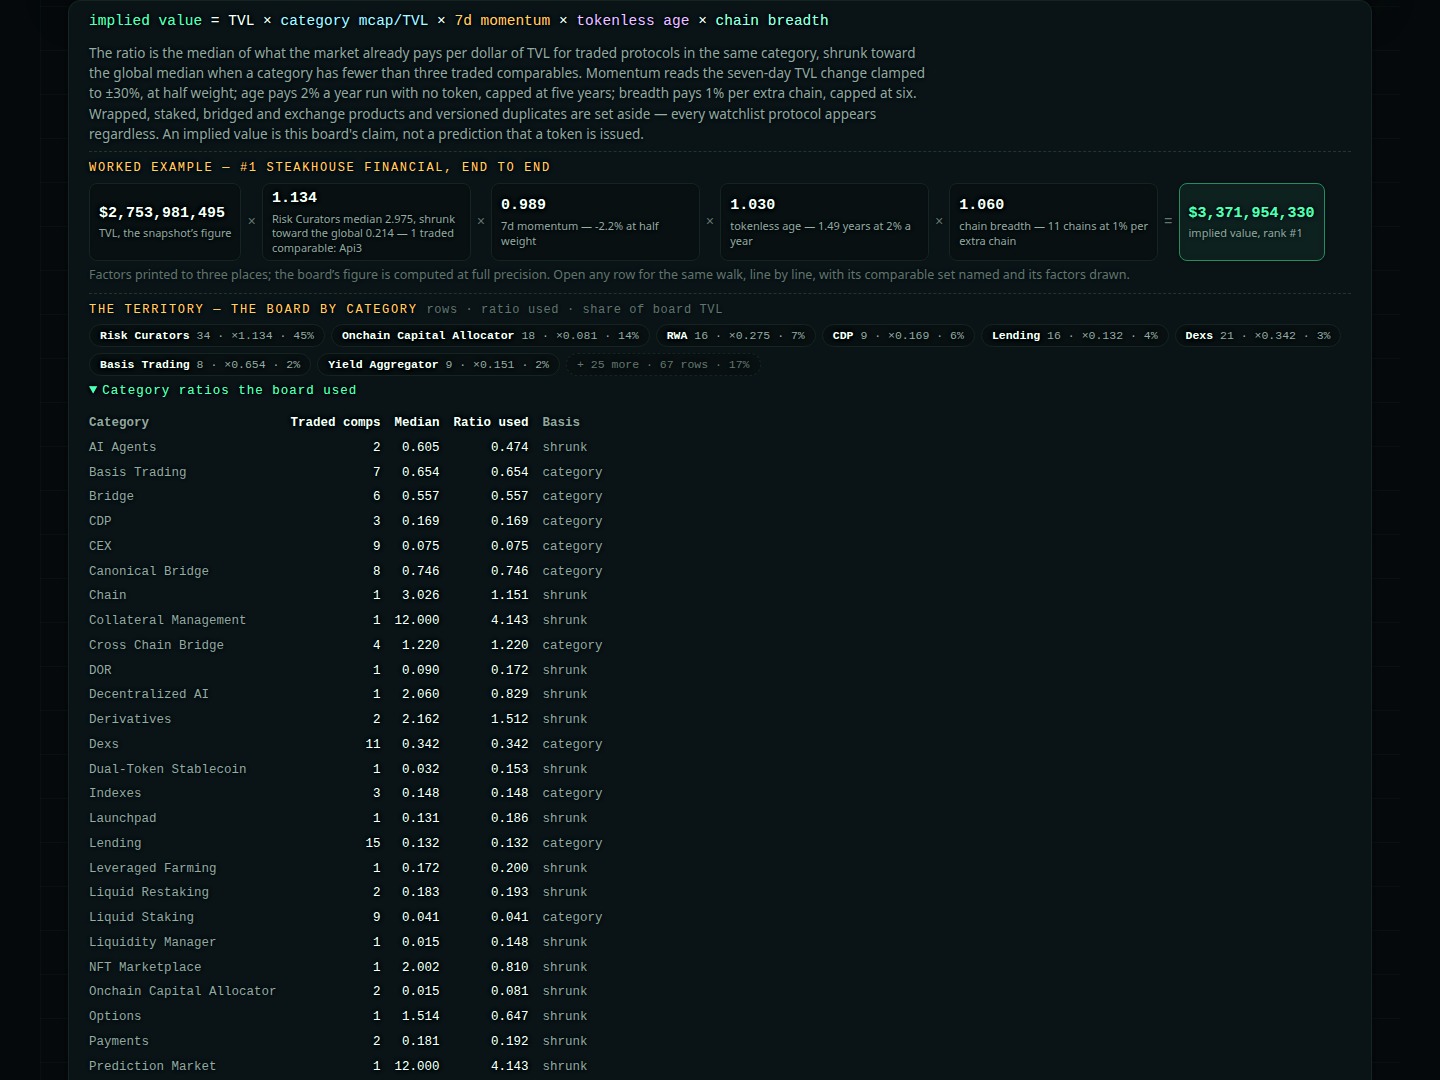 implied value = TVL × category mcap/TVL × 7d momentum × tokenless age × chain breadth
The ratio is the median of what the market already pays per dollar of TVL for traded protocols in the same category, shrunk toward
the global median when a category has fewer than three traded comparables. Momentum reads the seven-day TVL change clamped
to ±30%, at half weight; age pays 2% a year run with no token, capped at five years; breadth pays 1% per extra chain, capped at six.
Wrapped, staked, bridged and exchange products and versioned duplicates are set aside — every watchlist protocol appears
regardless. An implied value is this board's claim, not a prediction that a token is issued.
WORKED EXAMPLE — #1 STEAKHOUSE FINANCIAL, END TO END
$2,753,981,495
TVL, the snapshot's figure
×
1.134
Risk Curators median 2.975, shrunk
toward the global 0.214 — 1 traded
comparable: Api3
×
0.989
7d momentum — -2.2% at half
weight
×
1.030
tokenless age — 1.49 years at 2% a
year
×
1.060
chain breadth — 11 chains at 1% per
extra chain
=
$3,371,954,330
implied value, rank #1
Factors printed to three places; the board's figure is computed at full precision. Open any row for the same walk, line by line, with its comparable set named and its factors drawn.
THE TERRITORY — THE BOARD BY CATEGORY rows · ratio used · share of board TVL
Risk Curators 34 · ×1.134 · 45% Onchain Capital Allocator 18 · ×0.081 · 14% RWA 16 · ×0.275 · 7% CDP 9 · ×0.169 · 6% Lending 16 · ×0.132 · 4% Dexs 21 · ×0.342 · 3%
Basis Trading 8 · ×0.654 · 2% Yield Aggregator 9 · ×0.151 · 2% + 25 more · 67 rows · 17%
▼ Category ratios the board used
Category Traded comps Median Ratio used Basis
AI Agents 2 0.605 0.474 shrunk
Basis Trading 7 0.654 0.654 category
Bridge 6 0.557 0.557 category
CDP 3 0.169 0.169 category
CEX 9 0.075 0.075 category
Canonical Bridge 8 0.746 0.746 category
Chain 1 3.026 1.151 shrunk
Collateral Management 1 12.000 4.143 shrunk
Cross Chain Bridge 4 1.220 1.220 category
DOR 1 0.090 0.172 shrunk
Decentralized AI 1 2.060 0.829 shrunk
Derivatives 2 2.162 1.512 shrunk
Dexs 11 0.342 0.342 category
Dual-Token Stablecoin 1 0.032 0.153 shrunk
Indexes 3 0.148 0.148 category
Launchpad 1 0.131 0.186 shrunk
Lending 15 0.132 0.132 category
Leveraged Farming 1 0.172 0.200 shrunk
Liquid Restaking 2 0.183 0.193 shrunk
Liquid Staking 9 0.041 0.041 category
Liquidity Manager 1 0.015 0.148 shrunk
NFT Marketplace 1 2.002 0.810 shrunk
Onchain Capital Allocator 2 0.015 0.081 shrunk
Options 1 1.514 0.647 shrunk
Payments 2 0.181 0.192 shrunk
Prediction Market 1 12.000 4.143 shrunk